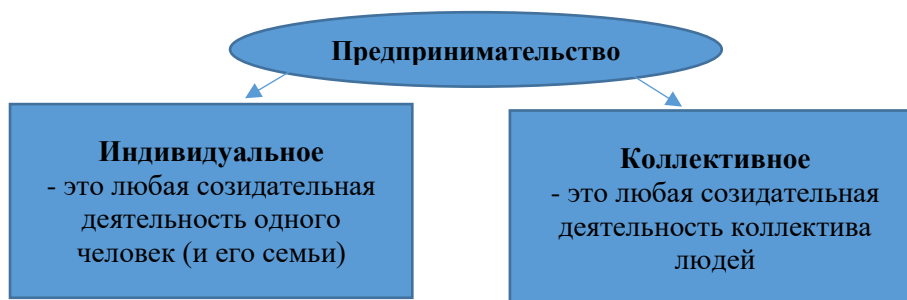 Предпринимательство
Индивидуальное
- это любая созидательная
деятельность одного
человек (и его семьи)
Коллективное
- это любая созидательная
деятельность коллектива
людей